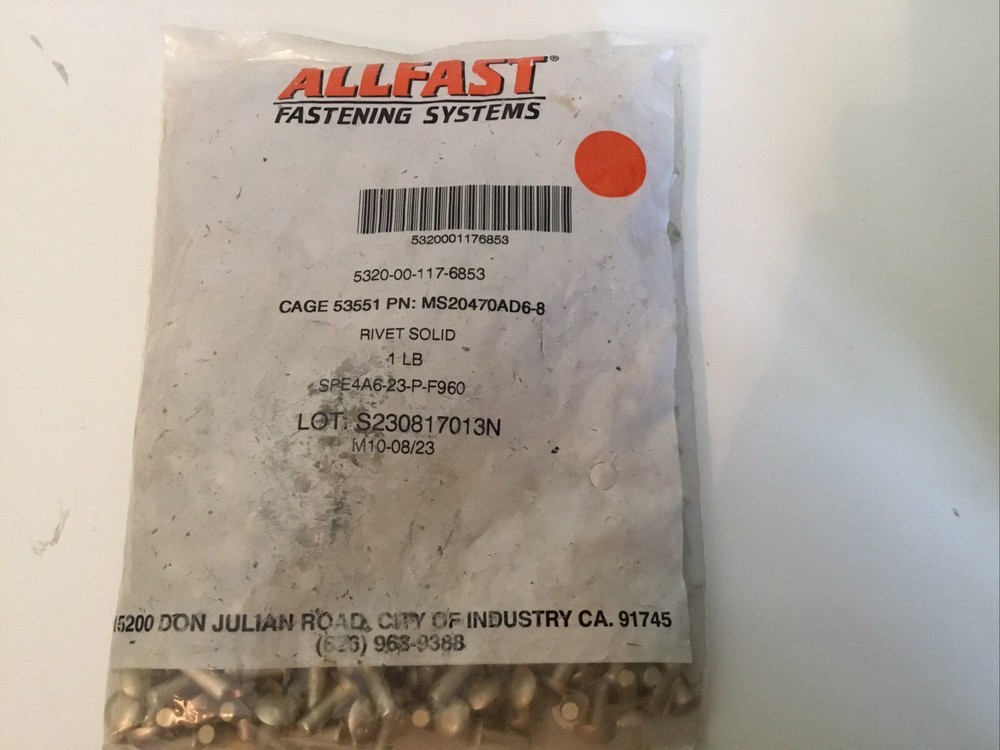 ALLFAST®
FASTENING SYSTEMS
5320001176853
5320-00-117-6853
CAGE 53551 PN: MS20470AD6-8
RIVET SOLID
1 LB
SPE4A6-23-P-F960
LOT: S230817013N
M10-08/23
15200 DON JULIAN ROAD, CITY OF INDUSTRY CA. 91745
(626) 968-9388